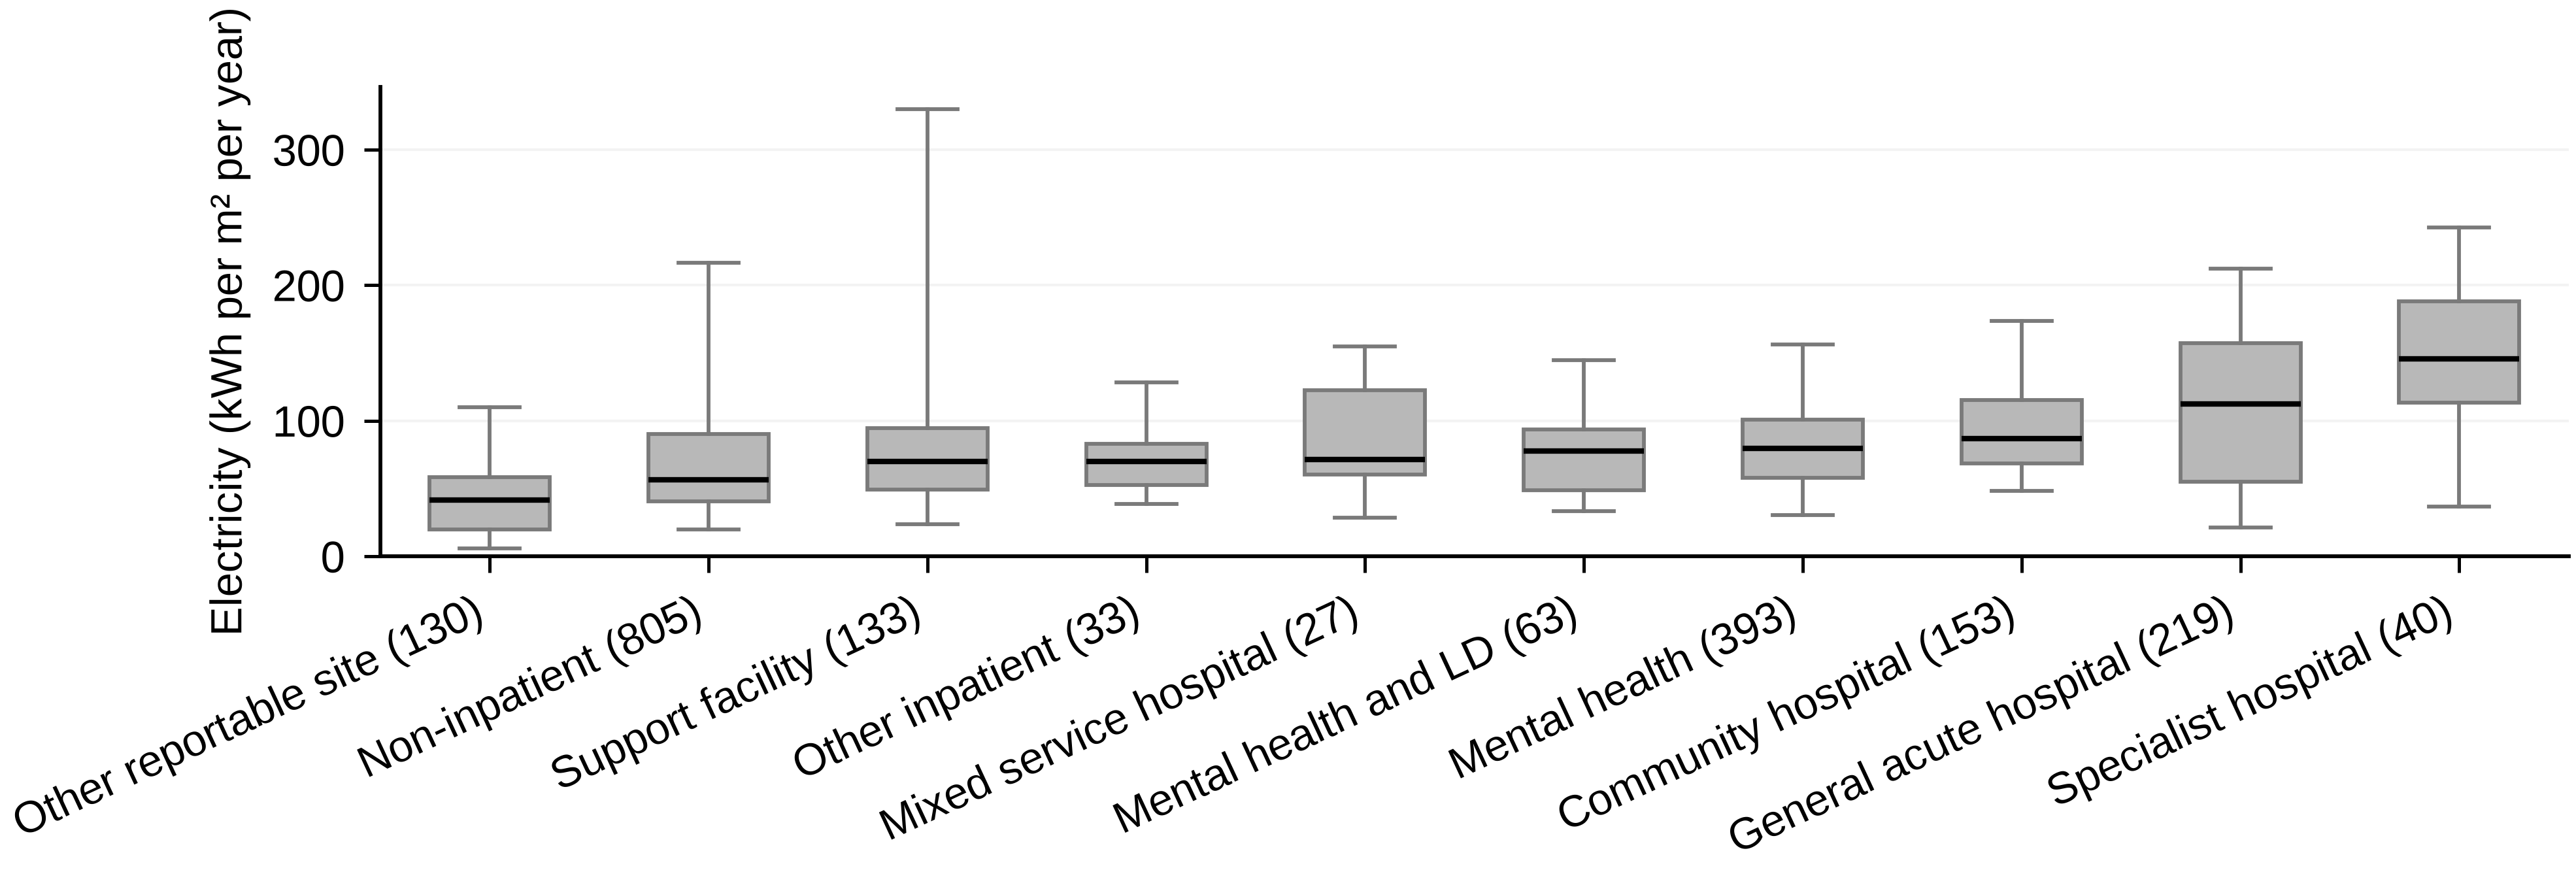 Electricity (kWh per m² per year)
300
200
100
0
Other reportable site (130)
Non-inpatient (805)
Support facility (133)
Other inpatient (33)
Mixed service hospital (27)
Mental health and LD (63)
Mental health (393)
Community hospital (153)
General acute hospital (219)
Specialist hospital (40)